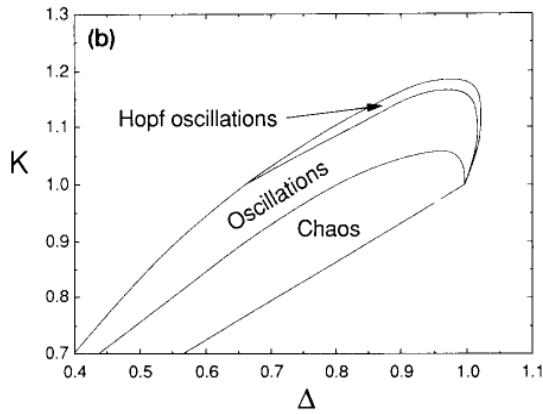 1.3
(b)
1.2
Hopf oscillations
1.1
K
1.0
Oscillations
0.9
Chaos
0.8
0.7
0.4 0.5 0.6 0.7 0.8 0.9 1.0 1.1
Δ